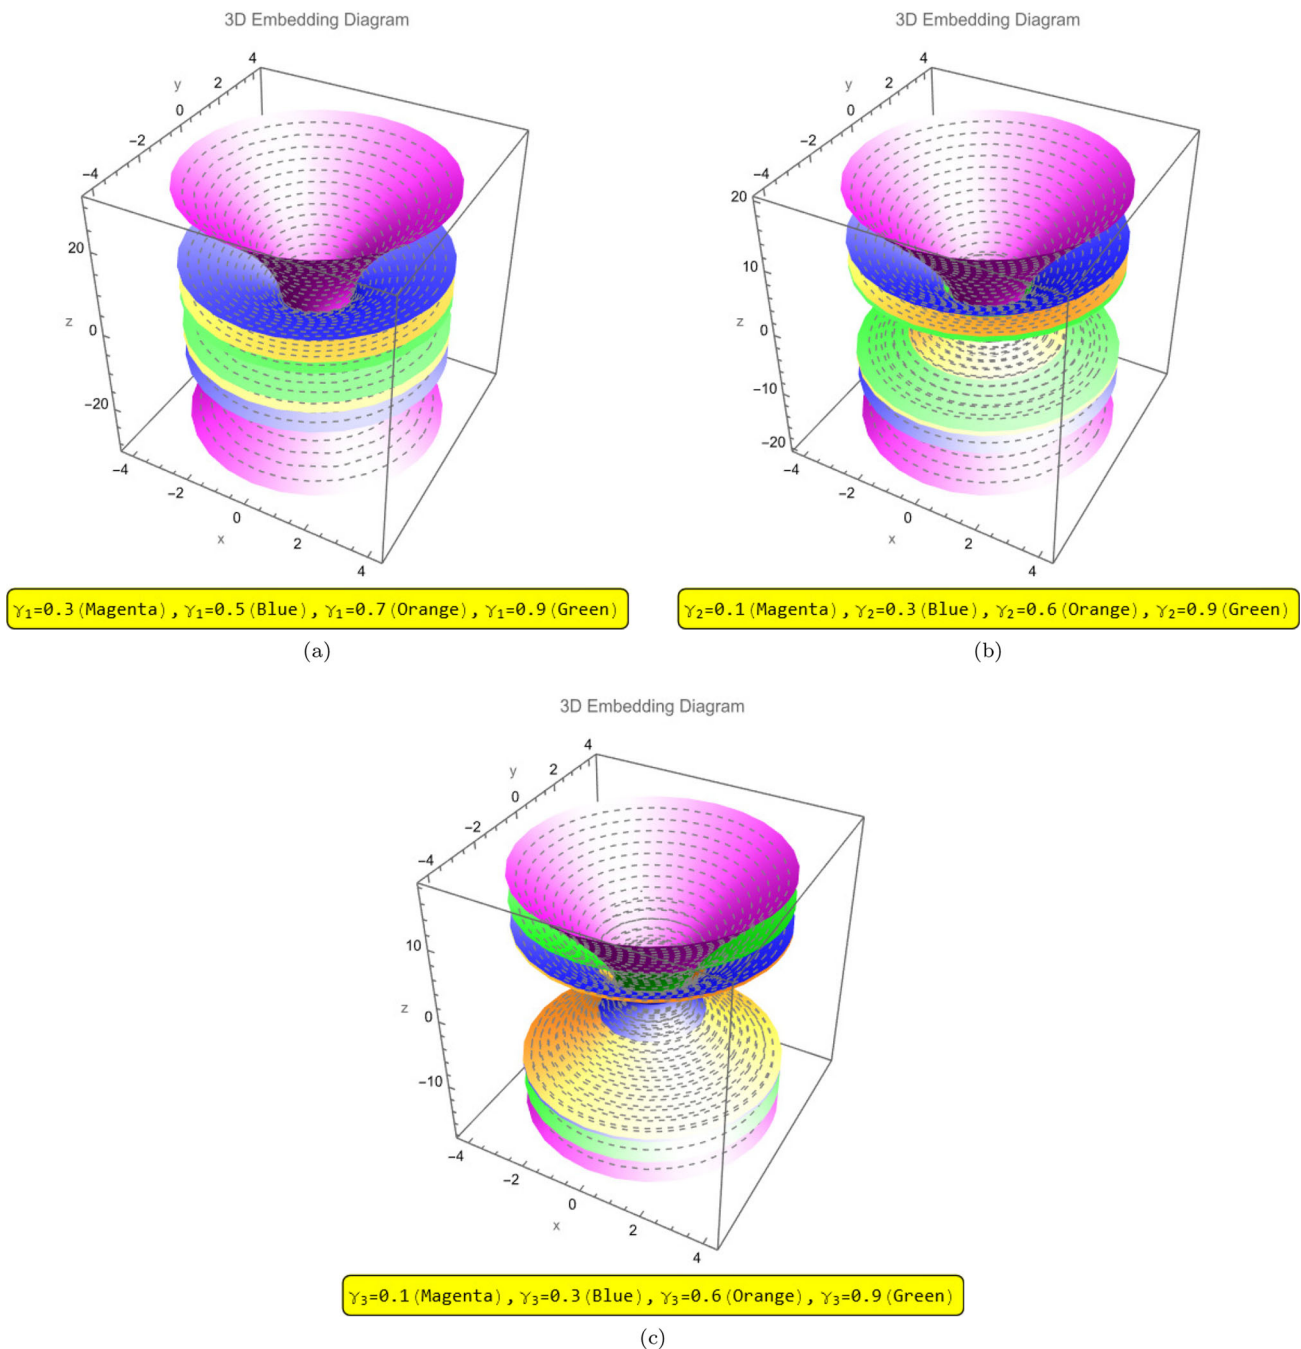 3D Embedding Diagram
4
2
y
0
−2
−4
20
z
0
−20
−4
−2
0
x
2
4
γ₁=0.3 (Magenta) , γ₁=0.5 (Blue) , γ₁=0.7 (Orange) , γ₁=0.9 (Green)
(a)
3D Embedding Diagram
4
2
y
0
−2
−4
20
10
z
0
−10
−20
−4
−2
0
x
2
4
γ₂=0.1 (Magenta) , γ₂=0.3 (Blue) , γ₂=0.6 (Orange) , γ₂=0.9 (Green)
(b)
3D Embedding Diagram
4
2
y
0
−2
−4
10
z
0
−10
−4
−2
0
x
2
4
γ₃=0.1 (Magenta) , γ₃=0.3 (Blue) , γ₃=0.6 (Orange) , γ₃=0.9 (Green)
(c)